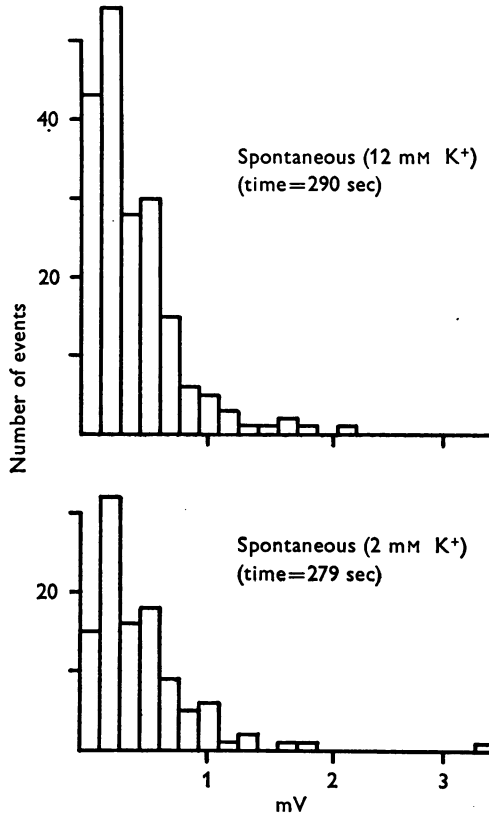 40
Spontaneous (12 mM K+)
(time=290 sec)
20
Number of events
Spontaneous (2 mM K+)
(time=279 sec)
20
1
2
3
mV